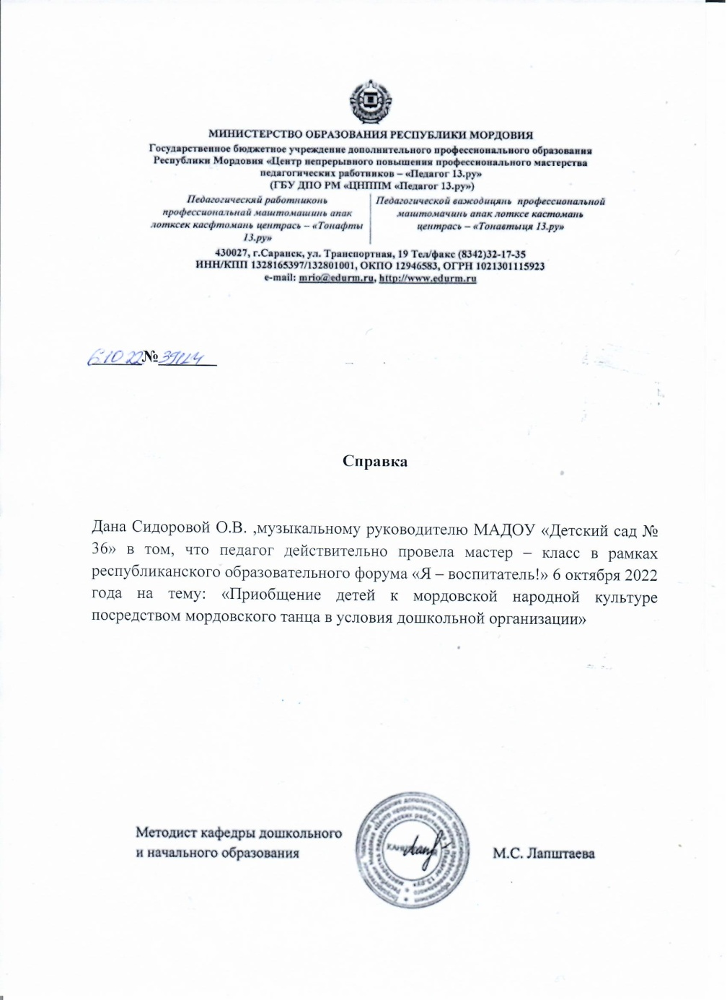 МИНИСТЕРСТВО ОБРАЗОВАНИЯ РЕСПУБЛИКИ МОРДОВИЯ
Государственное бюджетное учреждение дополнительного профессионального образования
Республики Мордовия «Центр непрерывного повышения профессионального мастерства
педагогических работников – «Педагог 13.ру»
(ГБУ ДПО РМ «ЦНППМ «Педагог 13.ру»)
Педагогическяй работниконь
профессиональнай маштомашинь апак
лотксек касфтомань центрась – «Тонафты
13.ру»
Педагогической важодицянь профессиональной
маштомачинь апак лотксе кастомань
центрась – «Тонавтыця 13.ру»
430027, г.Саранск, ул. Транспортная, 19 Тел/факс (8342)32-17-35
ИНН/КПП 1328165397/132801001, ОКПО 12946583, ОГРН 1021301115923
e-mail: mrio@edurm.ru, http://www.edurm.ru
6.10 22 №
Справка
Дана Сидоровой О.В. ,музыкальному руководителю МАДОУ «Детский сад №
36» в том, что педагог действительно провела мастер – класс в рамках
республиканского образовательного форума «Я – воспитатель!» 6 октября 2022
года на тему: «Приобщение детей к мордовской народной культуре
посредством мордовского танца в условия дошкольной организации»
Методист кафедры дошкольного
и начального образования
М.С. Лапштаева